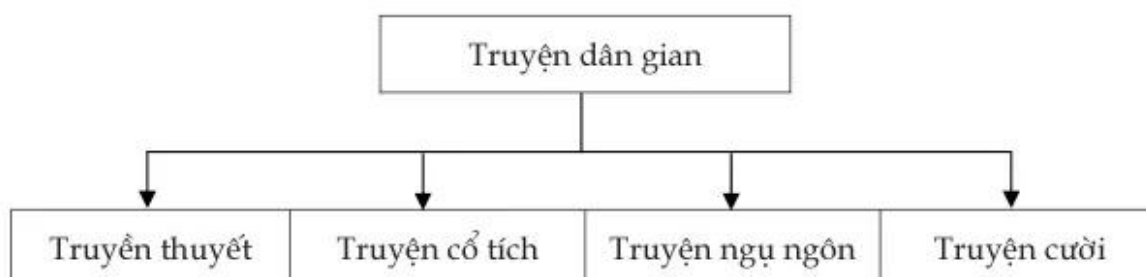 Truyện dân gian
Truyền thuyết
Truyện cổ tích
Truyện ngụ ngôn
Truyện cười